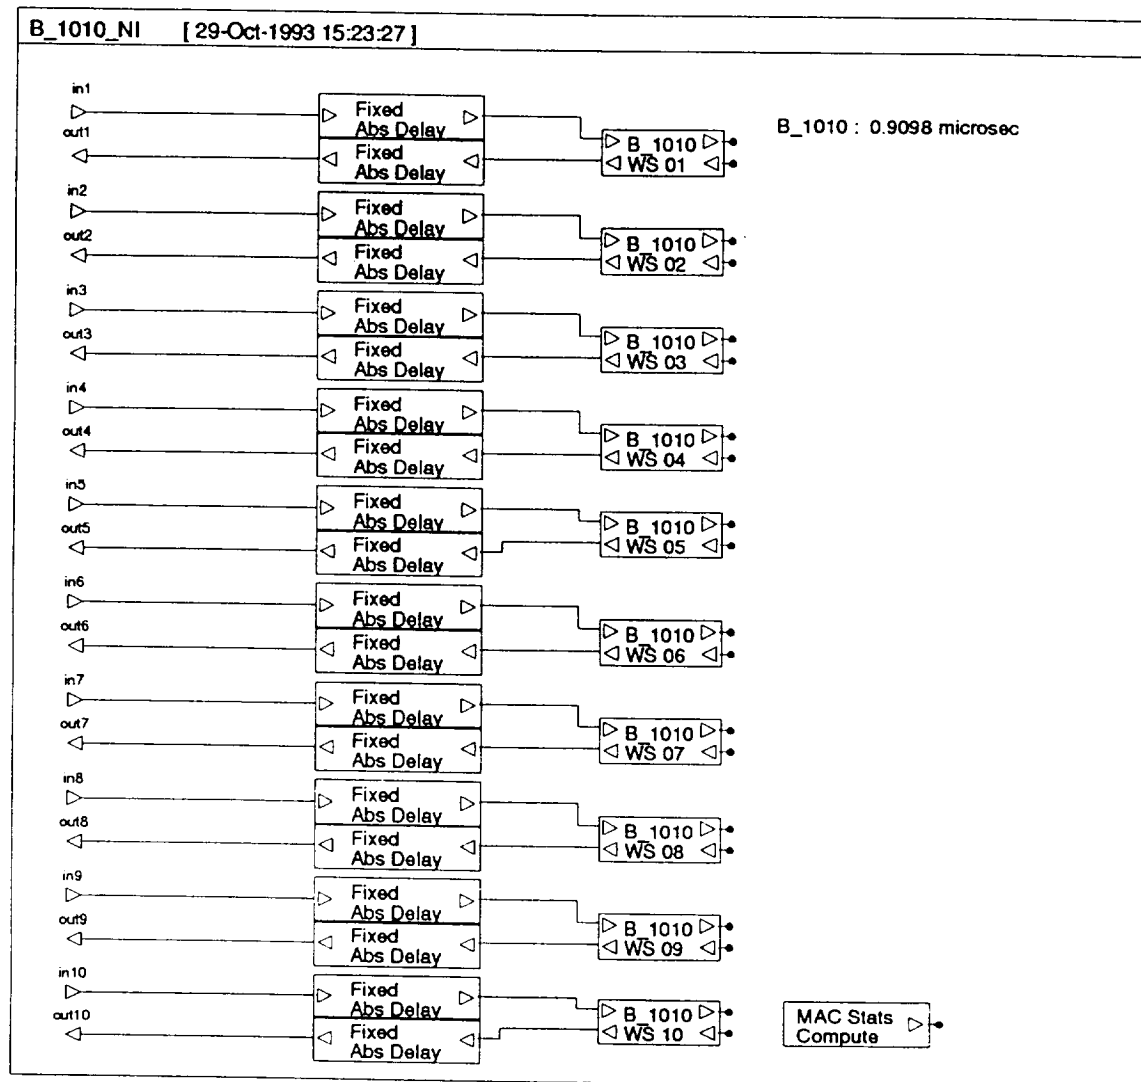 B_1010_NI [ 29-Oct-1993 15:23:27 ]
in1
Fixed
Abs Delay
B_1010 : 0.9098 microsec
out1
Fixed
Abs Delay
B_1010
WS 01
in2
Fixed
Abs Delay
out2
Fixed
Abs Delay
B_1010
WS 02
in3
Fixed
Abs Delay
out3
Fixed
Abs Delay
B_1010
WS 03
in4
Fixed
Abs Delay
out4
Fixed
Abs Delay
B_1010
WS 04
in5
Fixed
Abs Delay
out5
Fixed
Abs Delay
B_1010
WS 05
in6
Fixed
Abs Delay
out6
Fixed
Abs Delay
B_1010
WS 06
in7
Fixed
Abs Delay
out7
Fixed
Abs Delay
B_1010
WS 07
in8
Fixed
Abs Delay
out8
Fixed
Abs Delay
B_1010
WS 08
in9
Fixed
Abs Delay
out9
Fixed
Abs Delay
B_1010
WS 09
in10
Fixed
Abs Delay
out10
Fixed
Abs Delay
B_1010
WS 10
MAC Stats
Compute